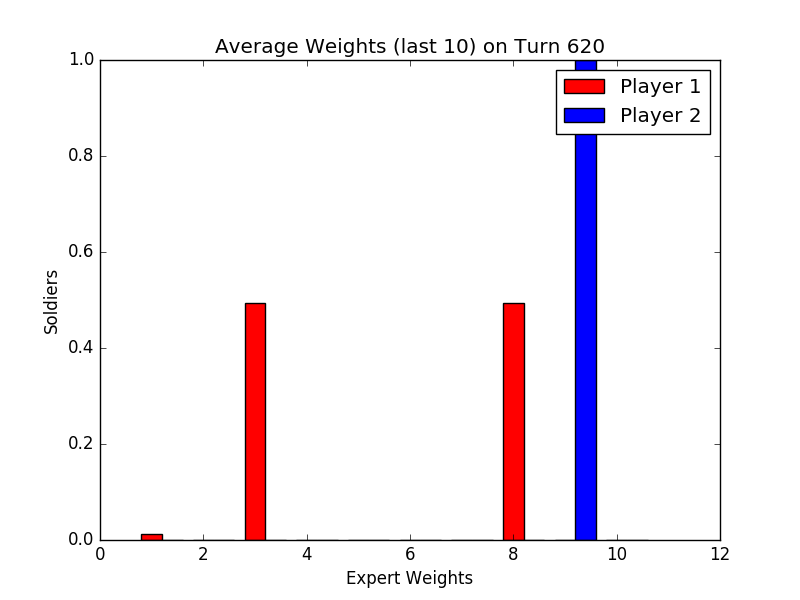 Average Weights (last 10) on Turn 620
1.0
0.8
0.6
0.4
0.2
0.0
Soldiers
Player 1
Player 2
0 2 4 6 8 10 12
Expert Weights